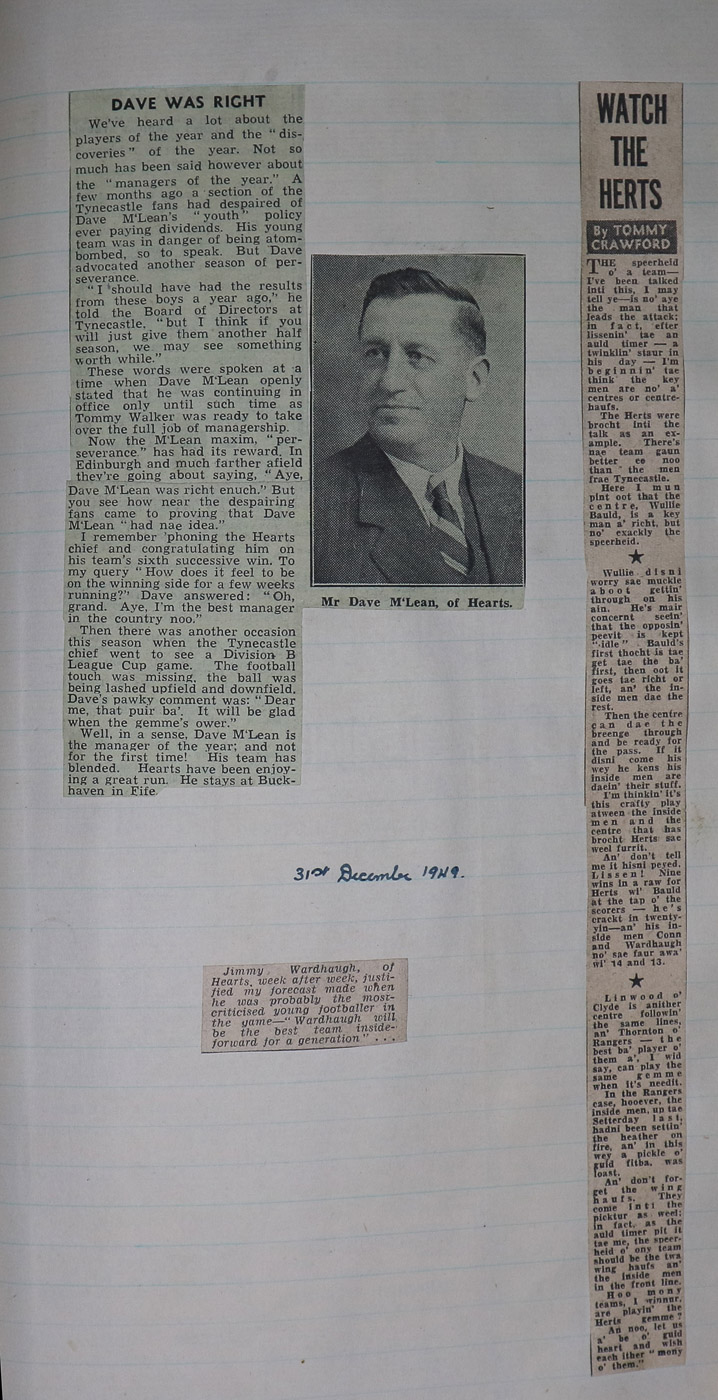 DAVE WAS RIGHT
We've heard a lot about the
players of the year and the "dis-
coveries" of the year. Not so
much has been said however about
the "managers of the year." A
few months ago a section of the
Tynecastle fans had despaired of
Dave M'Lean's "youth" policy
ever paying dividends. His young
team was in danger of being atom-
bombed, so to speak. But Dave
advocated another season of per-
severance.
"I should have had the results
from these boys a year ago," he
told the Board of Directors at
Tynecastle, "but I think if you
will just give them another half
season, we may see something
worth while."
These words were spoken at a
time when Dave M'Lean openly
stated that he was continuing in
office only until such time as
Tommy Walker was ready to take
over the full job of managership.
Now the M'Lean maxim, "per-
severance," has had its reward. In
Edinburgh and much farther afield
they're going about saying, "Aye,
Dave M'Lean was richt enuch." But
you see how near the despairing
fans came to proving that Dave
M'Lean "had nae idea."
I remember 'phoning the Hearts
chief and congratulating him on
his team's sixth successive win. To
my query "How does it feel to be
on the winning side for a few weeks
running?" Dave answered: "Oh,
grand. Aye, I'm the best manager
in the country noo."
Then there was another occasion
this season when the Tynecastle
chief went to see a Division B
League Cup game. The football
touch was missing, the ball was
being lashed upfield and downfield.
Dave's pawky comment was: "Dear
me, that puir ba'. It will be glad
when the gemme's ower."
Well, in a sense, Dave M'Lean is
the manager of the year; and not
for the first time! His team has
blended. Hearts have been enjoy-
ing a great run. He stays at Buck-
haven in Fife
Mr Dave M'Lean, of Hearts.
31st December 1949.
Jimmy Wardhaugh, of
Hearts, week after week, justi-
fied my forecast made when
he was probably the most-
criticised young footballer in
the game—"Wardhaugh will
be the best team inside-
forward for a generation" . . .
WATCH
THE
HERTS
By TOMMY
CRAWFORD
THE speerheid
o' a team—
I've been talked
inti this, I may
tell ye—is no' aye
the man that
leads the attack;
in fact, efter
lissenin' tae an
auld timer — a
twinklin' staur in
his day — I'm
beginnin' tae
think the key
men are no' a'
centres or centre-
haufs.
The Herts were
brocht inti the
talk as an ex-
ample. There's
nae team gaun
better ee noo
than the men
frae Tynecastle.
Here I mun
pint oot that the
centre, Wullie
Bauld, is a key
man a' richt, but
no' exackly the
speerheid.
★
Wullie disni
worry sae muckle
aboot gettin'
through on his
ain. He's mair
concernt seein'
that the opposin'
peevit is kept
"idle" Bauld's
first thocht is tae
get tae the ba'
first, then oot it
goes tae richt or
left, an' the in-
side men dae the
rest.
Then the centre
can dae the
breenge through
and be ready for
the pass. If it
disni come his
wey he kens his
inside men are
daein' their stuff.
I'm thinkin' it's
this crafty play
atween the inside
men and the
centre that has
brocht Herts sae
weel furrit.
An' don't tell
me it hisni peyed.
Lissen! Nine
wins in a raw for
Herts wi' Bauld
at the tap o' the
scorers — he's
crackt in twenty-
yin—an' his in-
side men Conn
and Wardhaugh
no' sae faur awa'
wi' 14 and 13.
★
Linwood o'
Clyde is anither
centre followin'
the same lines,
an' Thornton o'
Rangers — the
best ba' player o'
them a', I wid
say, can play the
same gemme
when it's needit.
In the Rangers
case, hooever, the
inside men, up tae
Setterday last,
hadni been settin'
the heather on
fire, an' in this
wey a pickle o'
guid fitba. was
loast.
An' don't for-
get the wing
haufs. They
come inti the
picktur as weel;
in fact, as the
auld timer pit it
tae me, the speer-
heid o' ony team
should be the twa
wing haufs an'
the inside men
in the front line.
Hoo mony
teams, I winnur,
are playin' the
Herts gemme?
An noo, let us
a' be o' guid
heart and wish
each ither "mony
o' them."